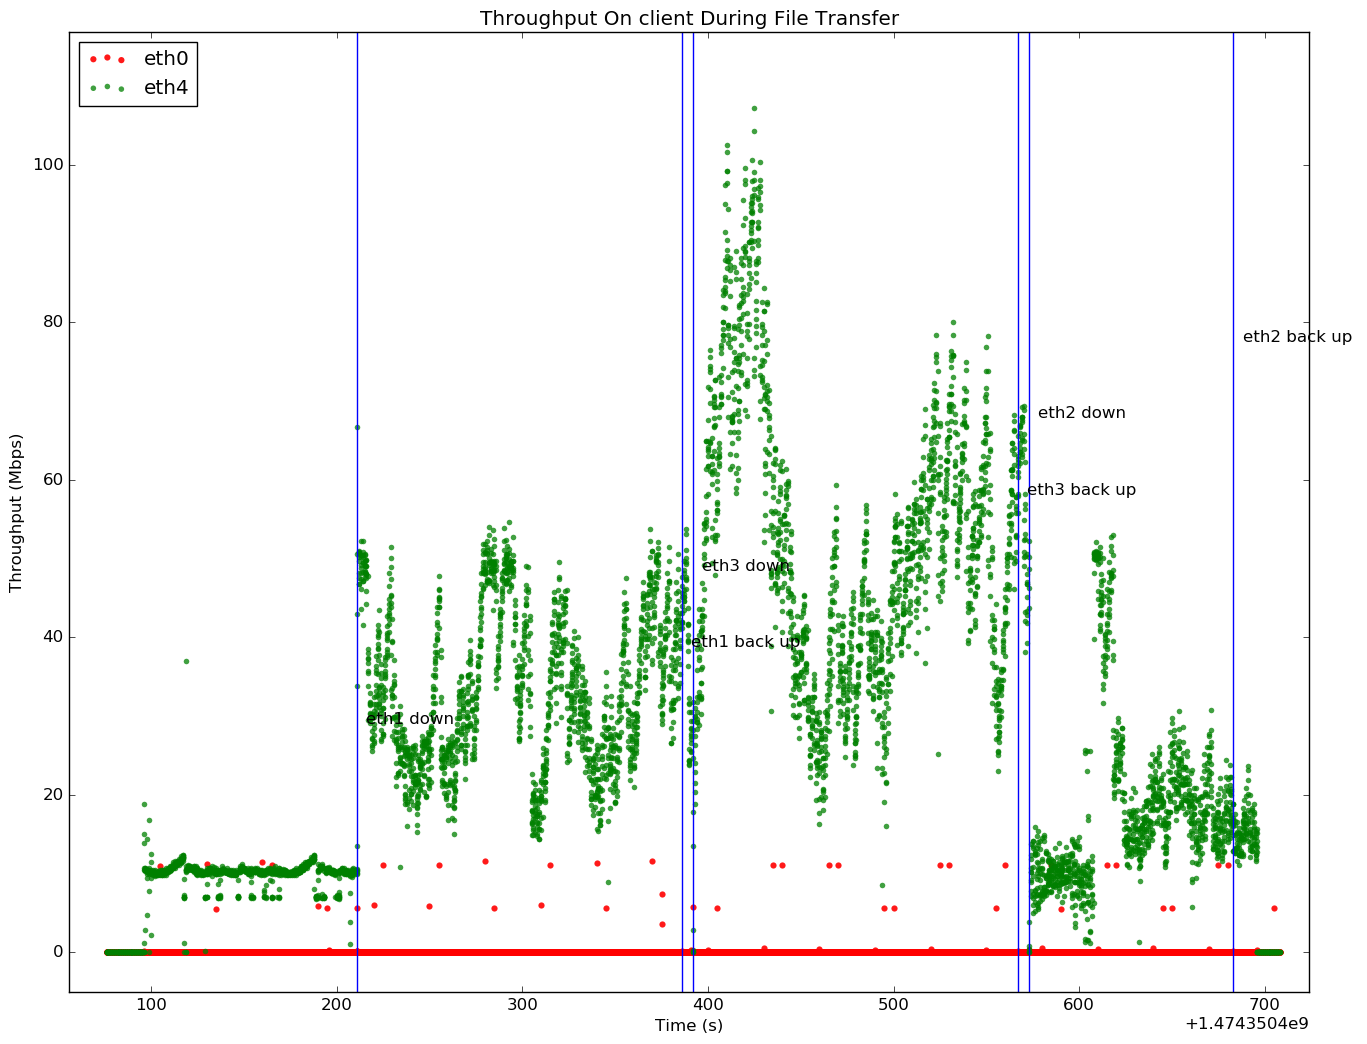 Throughput On client During File Transfer
eth0
eth4
100
80
60
40
20
0
Throughput (Mbps)
eth2 back up
eth2 down
eth3 back up
eth3 down
eth1 back up
eth1 down
100
200
300
400
500
600
700
Time (s)
+1.4743504e9